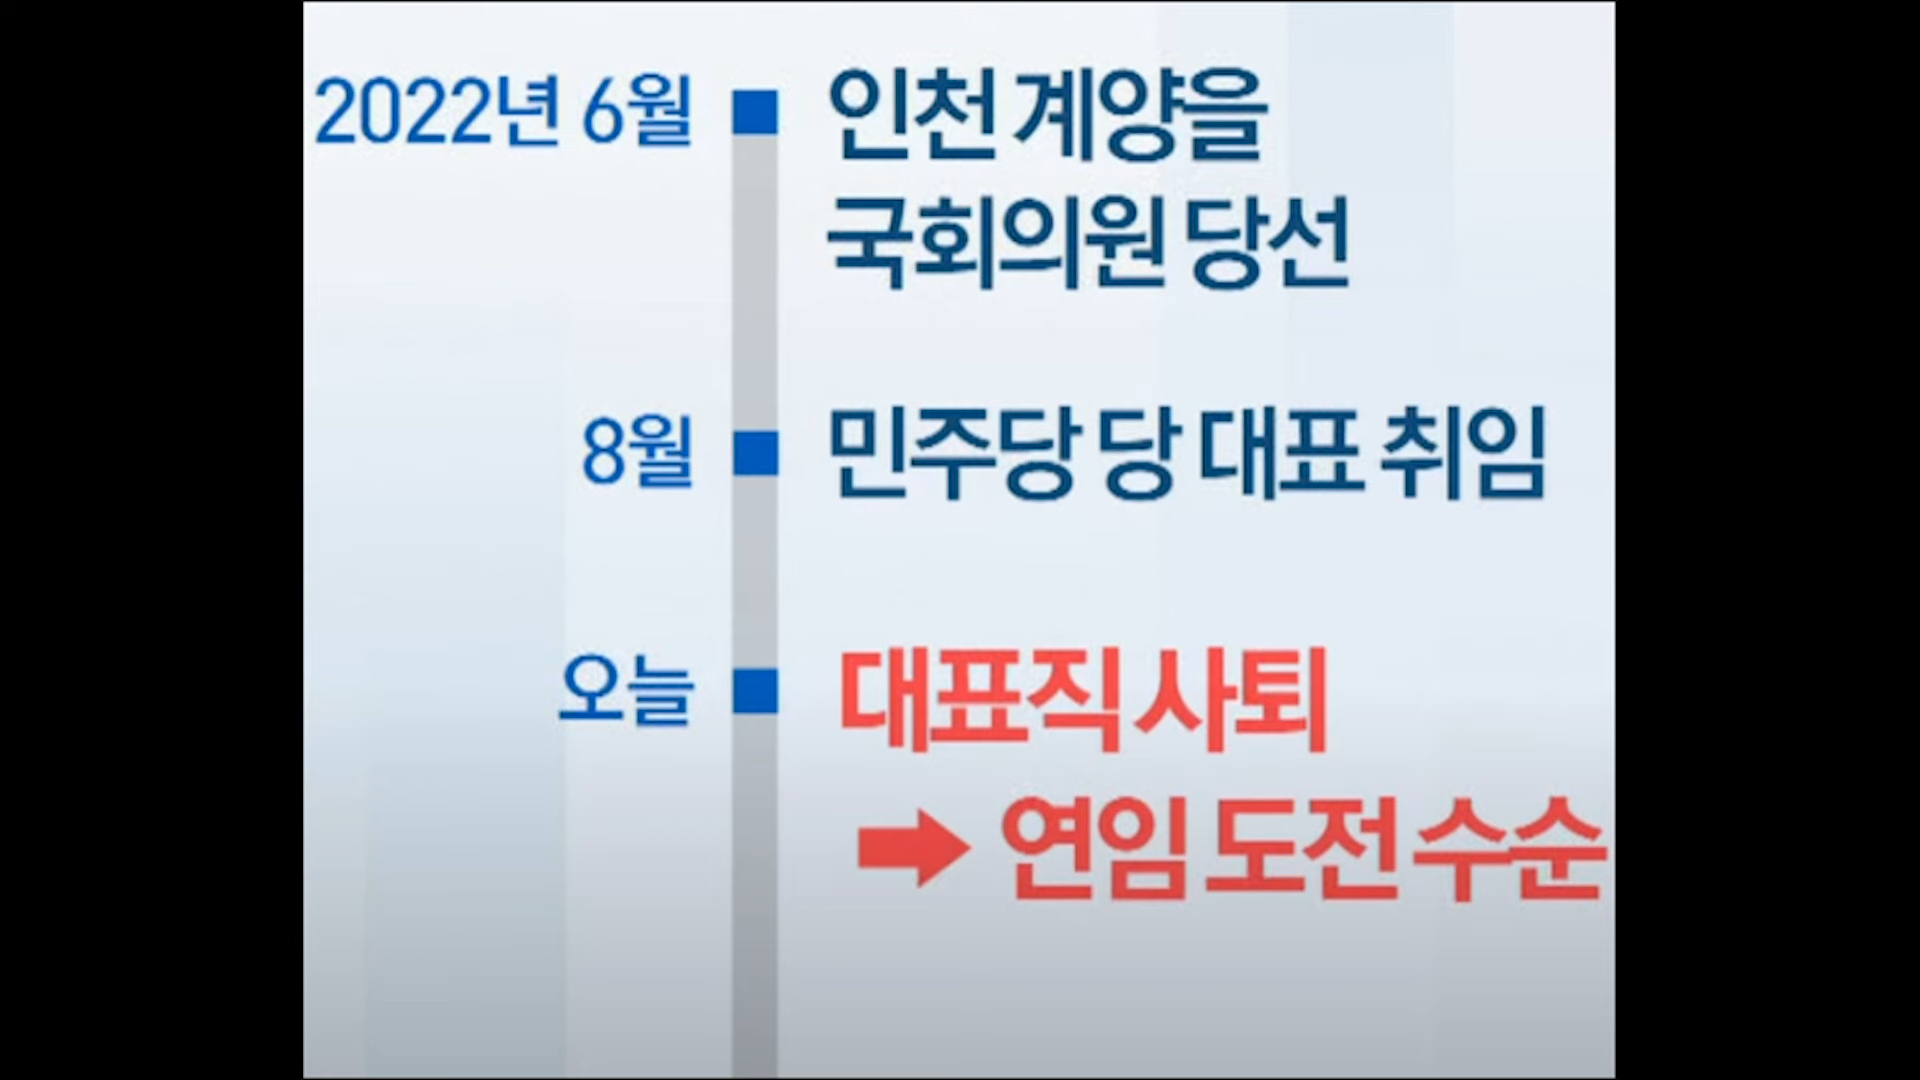 2022년 6월 인천 계양을
국회의원 당선
8월 민주당 당 대표 취임
오늘 대표직 사퇴
➡ 연임 도전 수순